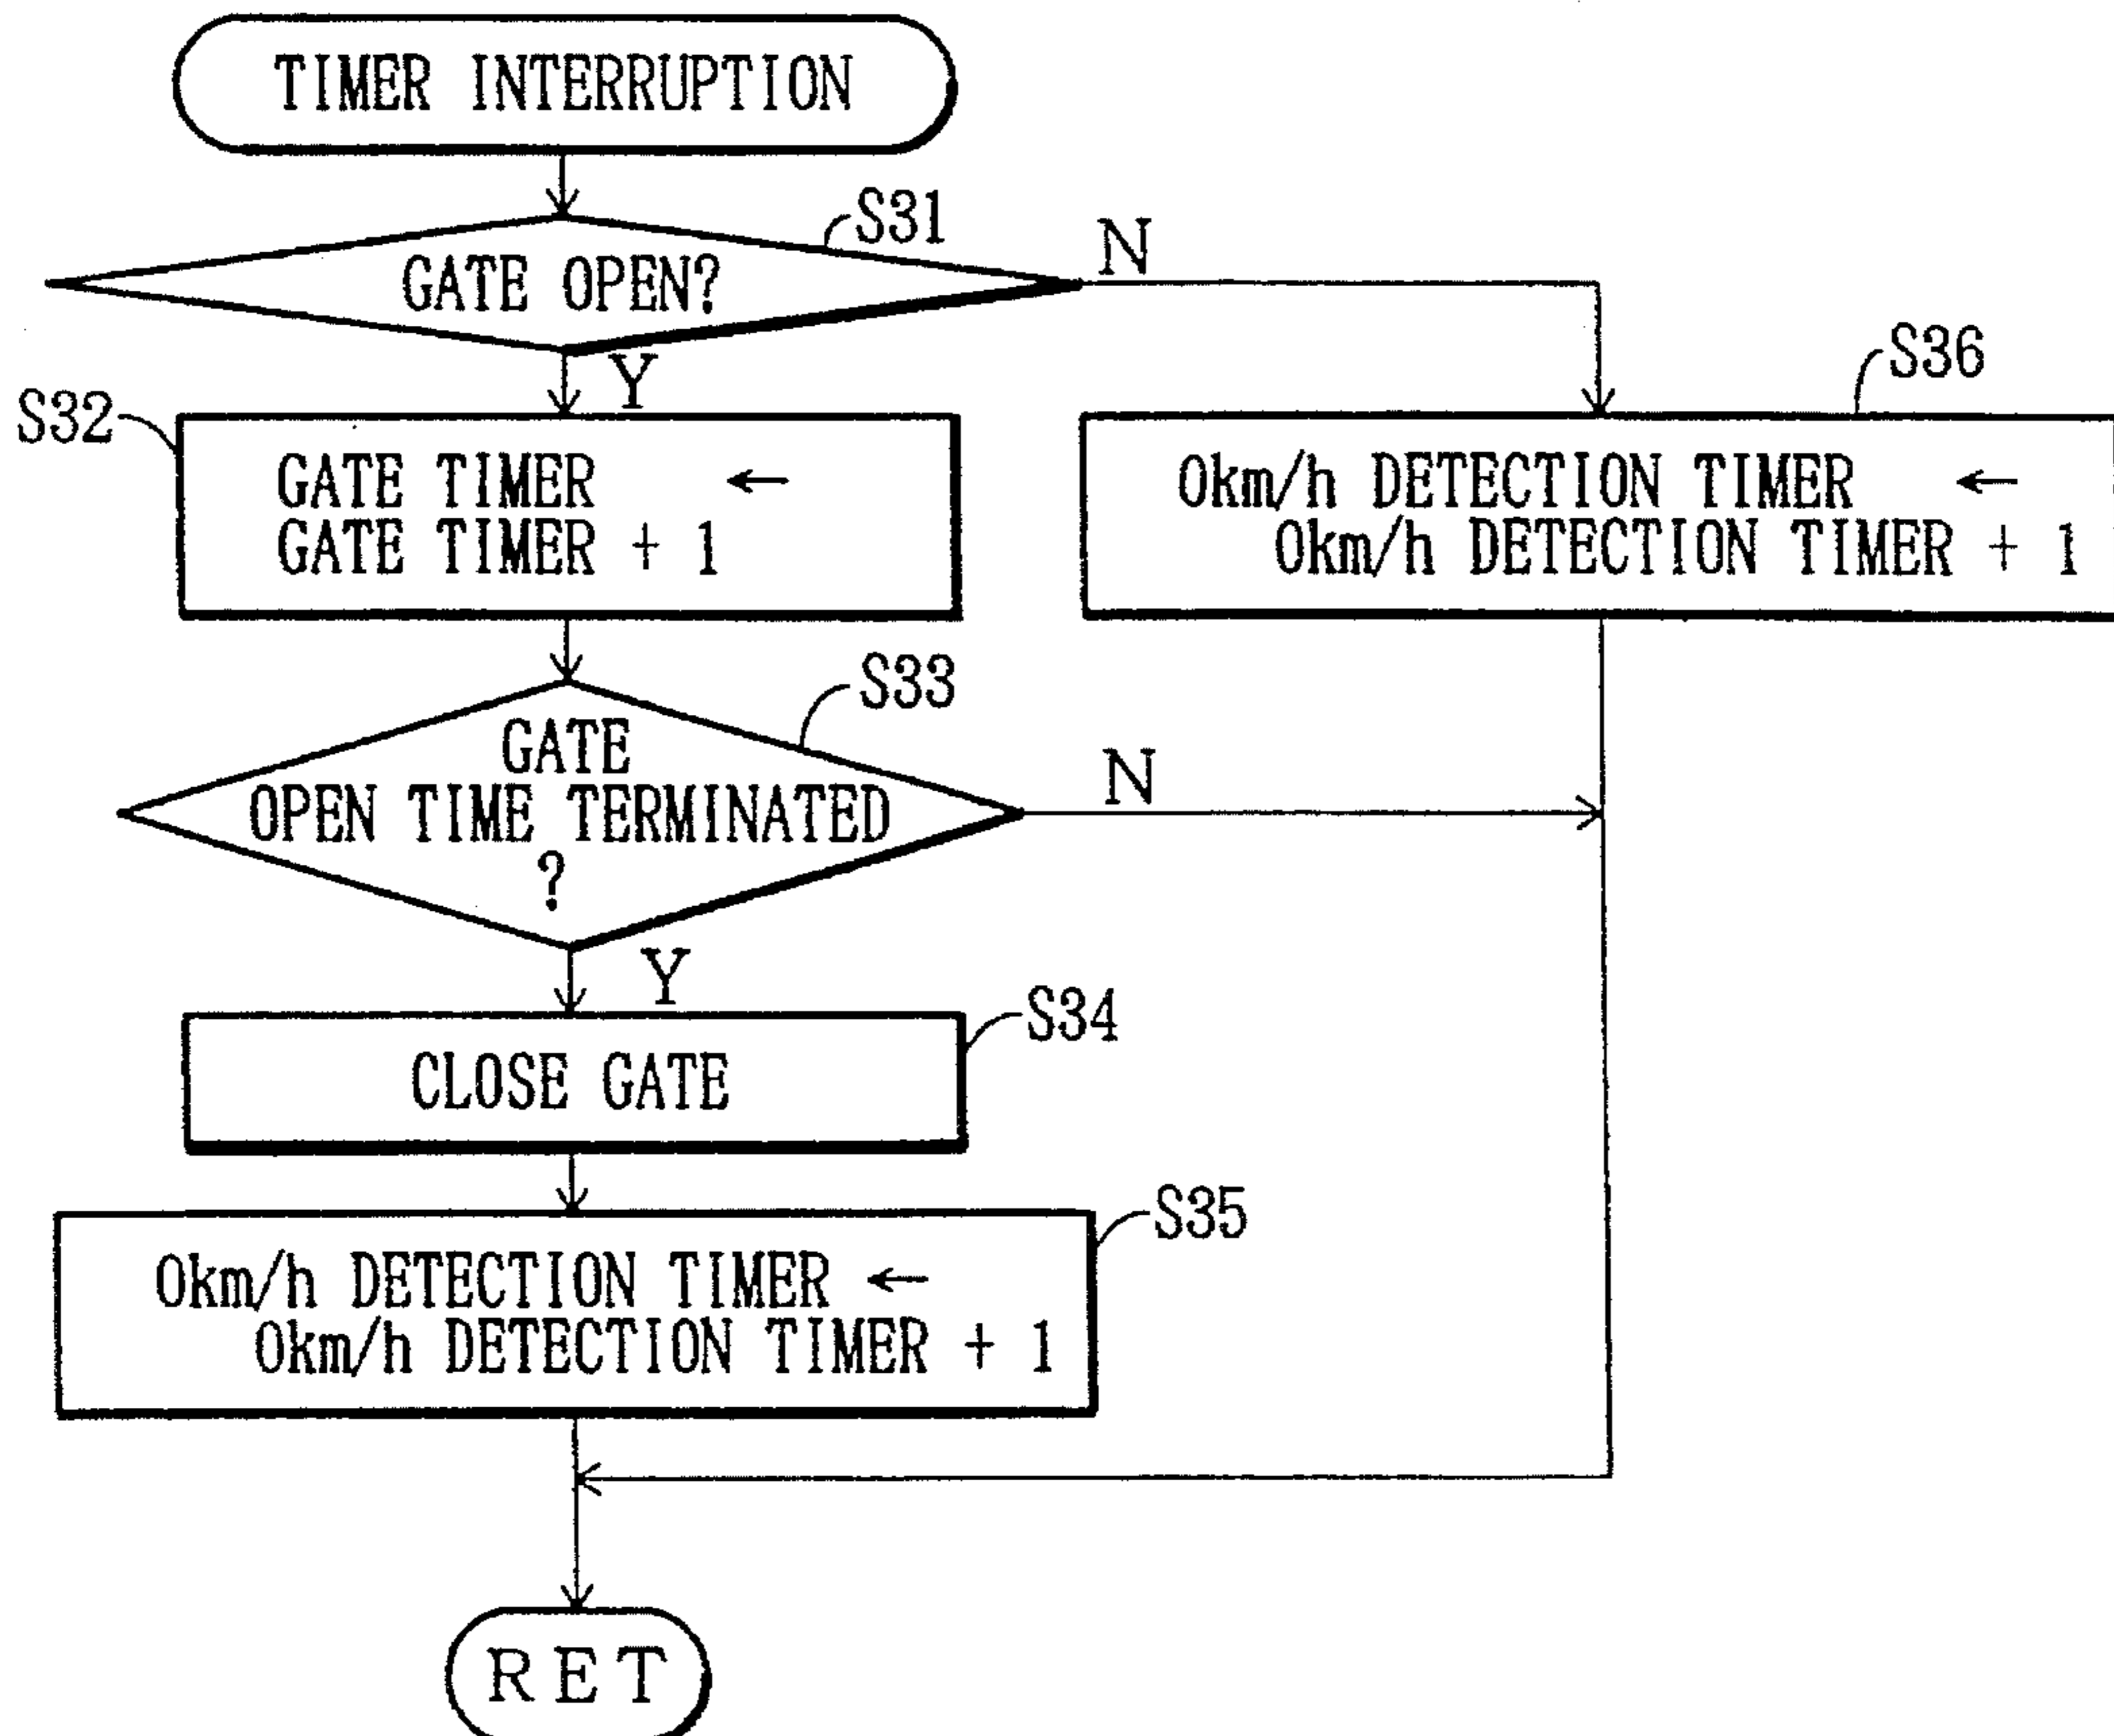 TIMER INTERRUPTION
S31
N
GATE OPEN?
Y
S36
S32
GATE TIMER ←
GATE TIMER + 1
0km/h DETECTION TIMER ←
0km/h DETECTION TIMER + 1
S33
GATE
OPEN TIME TERMINATED
?
N
Y
S34
CLOSE GATE
S35
0km/h DETECTION TIMER ←
0km/h DETECTION TIMER + 1
RET